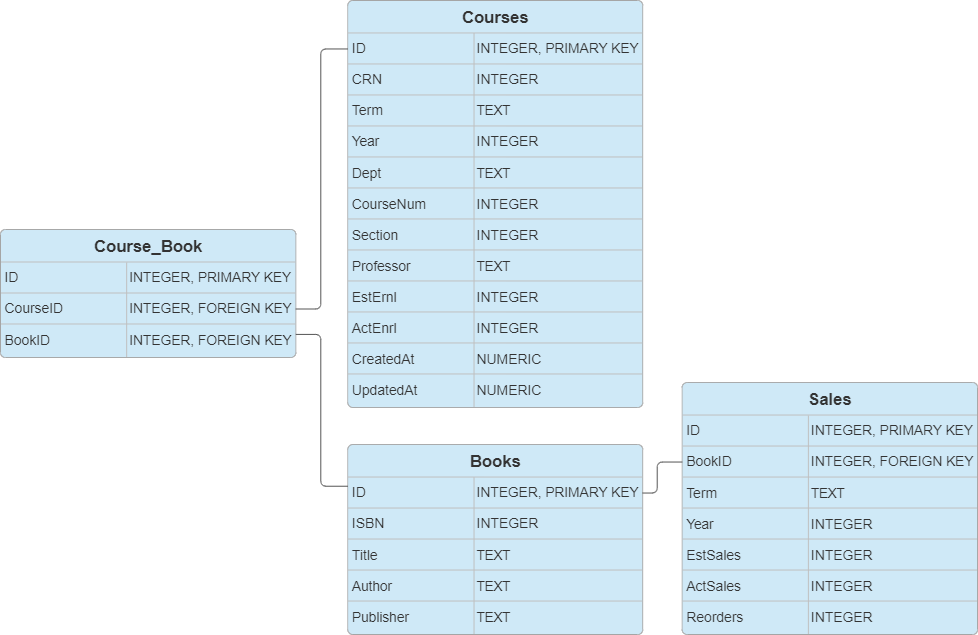 Courses
ID INTEGER, PRIMARY KEY
CRN INTEGER
Term TEXT
Year INTEGER
Dept TEXT
CourseNum INTEGER
Section INTEGER
Professor TEXT
EstErnl INTEGER
ActEnrl INTEGER
CreatedAt NUMERIC
UpdatedAt NUMERIC
Course_Book
ID INTEGER, PRIMARY KEY
CourseID INTEGER, FOREIGN KEY
BookID INTEGER, FOREIGN KEY
Books
ID INTEGER, PRIMARY KEY
ISBN INTEGER
Title TEXT
Author TEXT
Publisher TEXT
Sales
ID INTEGER, PRIMARY KEY
BookID INTEGER, FOREIGN KEY
Term TEXT
Year INTEGER
EstSales INTEGER
ActSales INTEGER
Reorders INTEGER